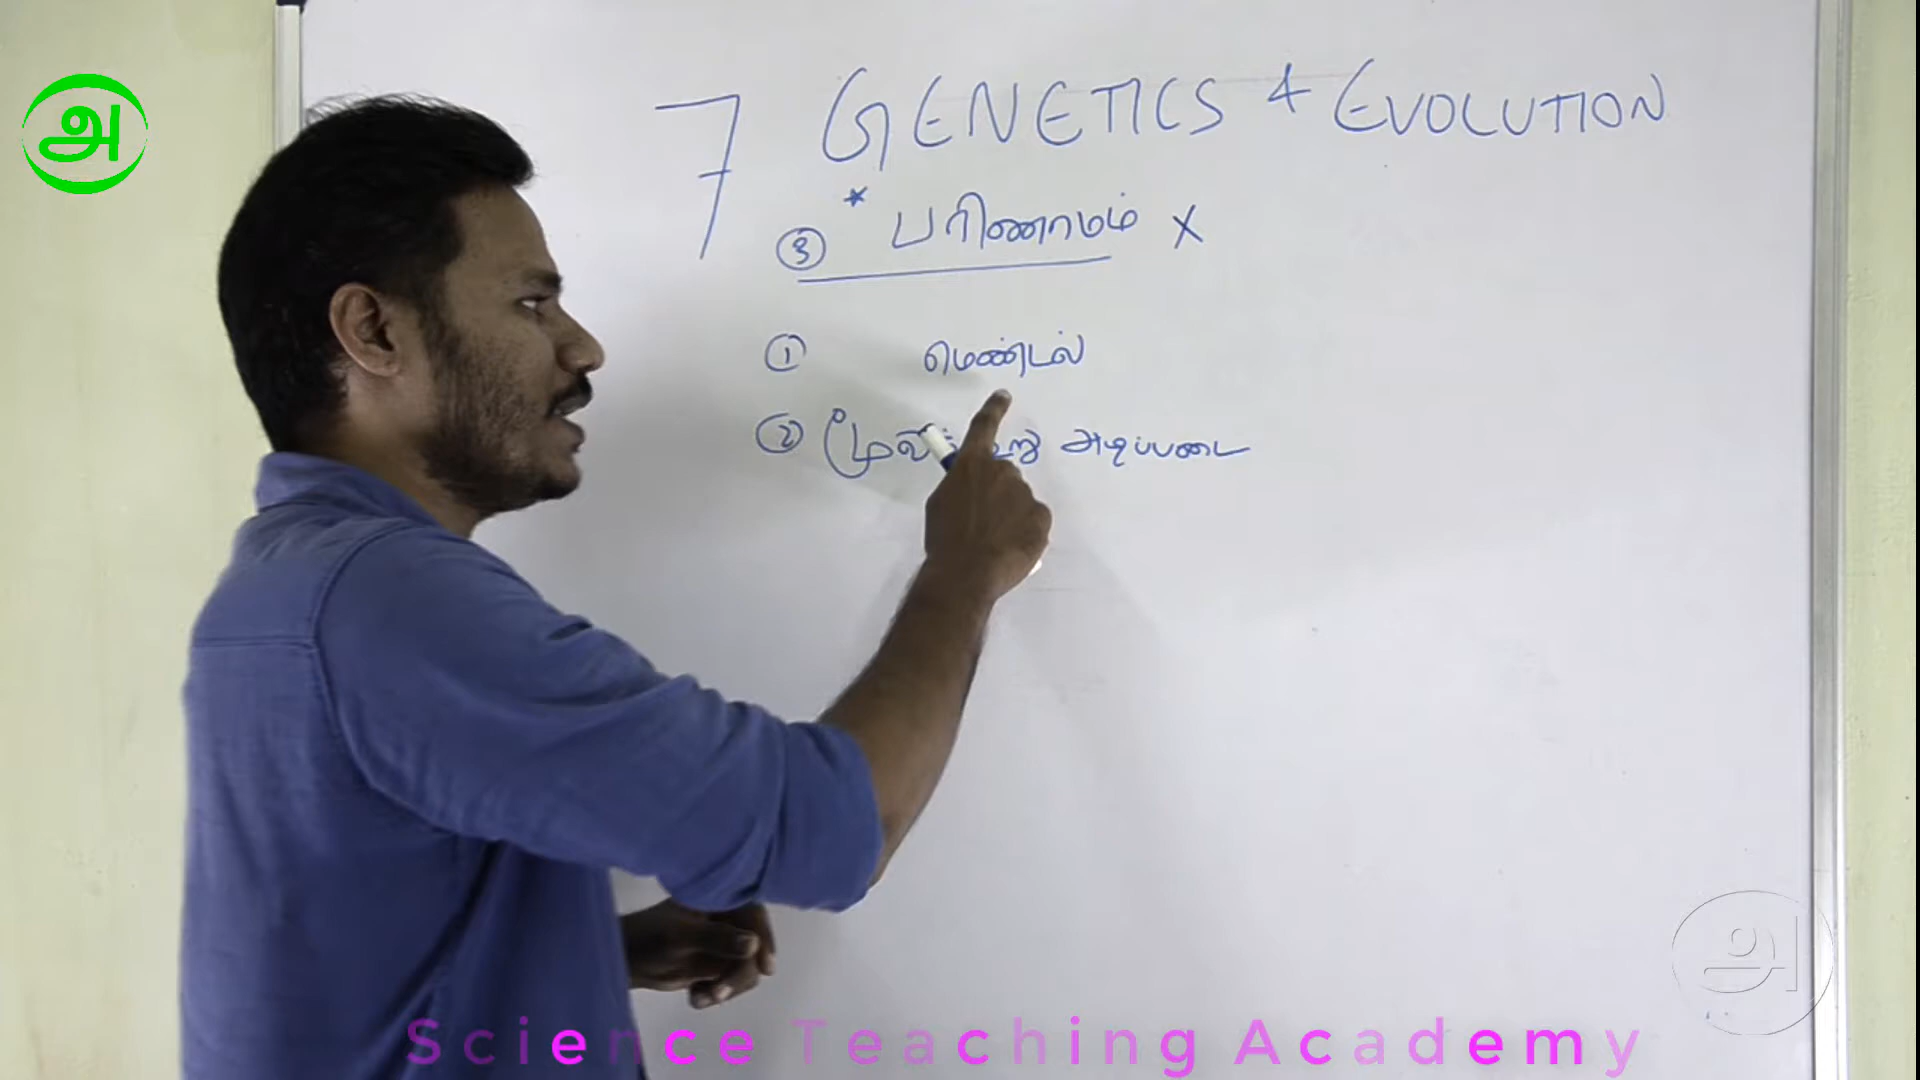 அ
7 GENETICS & EVOLUTION
* பரிணாமம் X
③
① மெண்டல்
② அடிப்படை
அ
Science Teaching Academy